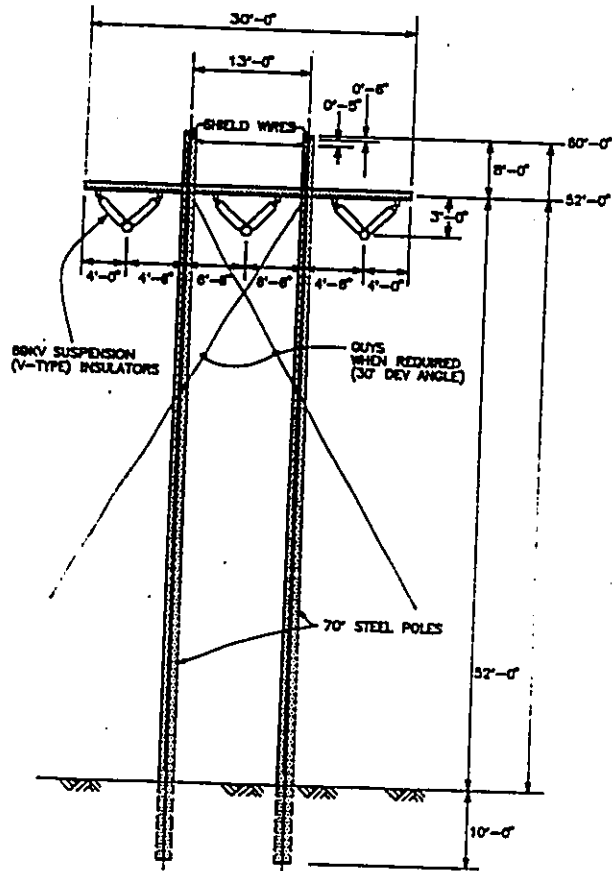 30'-0"
13'-0"
0'-6"
0'-5"
SHIELD WIRES
60'-0"
8'-0"
52'-0"
3'-0"
4'-0" 4'-6" 6'-6" 6'-6" 4'-6" 4'-0"
69KV SUSPENSION
(V-TYPE) INSULATORS
GUYS
WHEN REQUIRED
(30' DEV ANGLE)
70' STEEL POLES
52'-0"
10'-0"